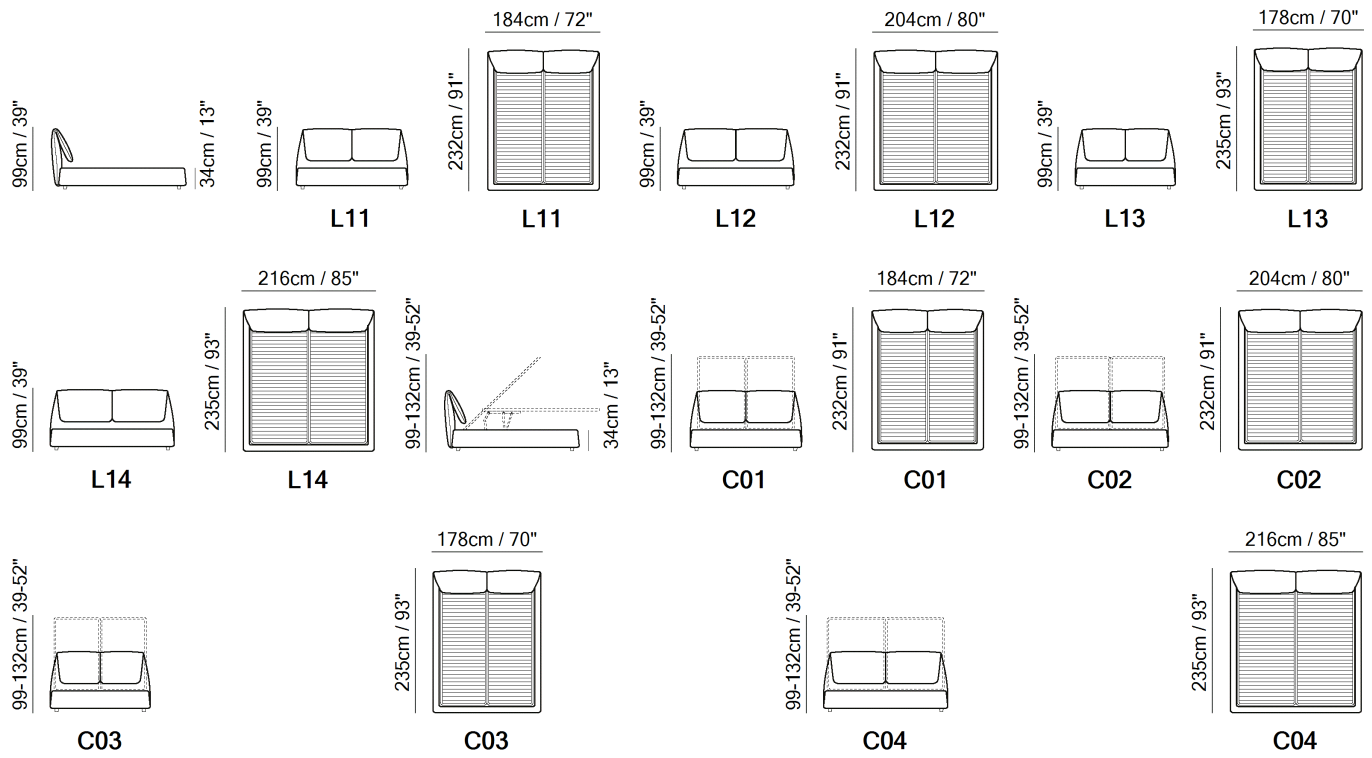 184cm / 72"
204cm / 80"
178cm / 70"
99cm / 39"
34cm / 13"
99cm / 39"
232cm / 91"
99cm / 39"
232cm / 91"
99cm / 39"
235cm / 93"
L11
L11
L12
L12
L13
L13
216cm / 85"
184cm / 72"
204cm / 80"
99cm / 39"
235cm / 93"
99-132cm / 39-52"
34cm / 13"
99-132cm / 39-52"
232cm / 91"
99-132cm / 39-52"
232cm / 91"
L14
L14
C01
C01
C02
C02
178cm / 70"
216cm / 85"
99-132cm / 39-52"
235cm / 93"
99-132cm / 39-52"
235cm / 93"
C03
C03
C04
C04